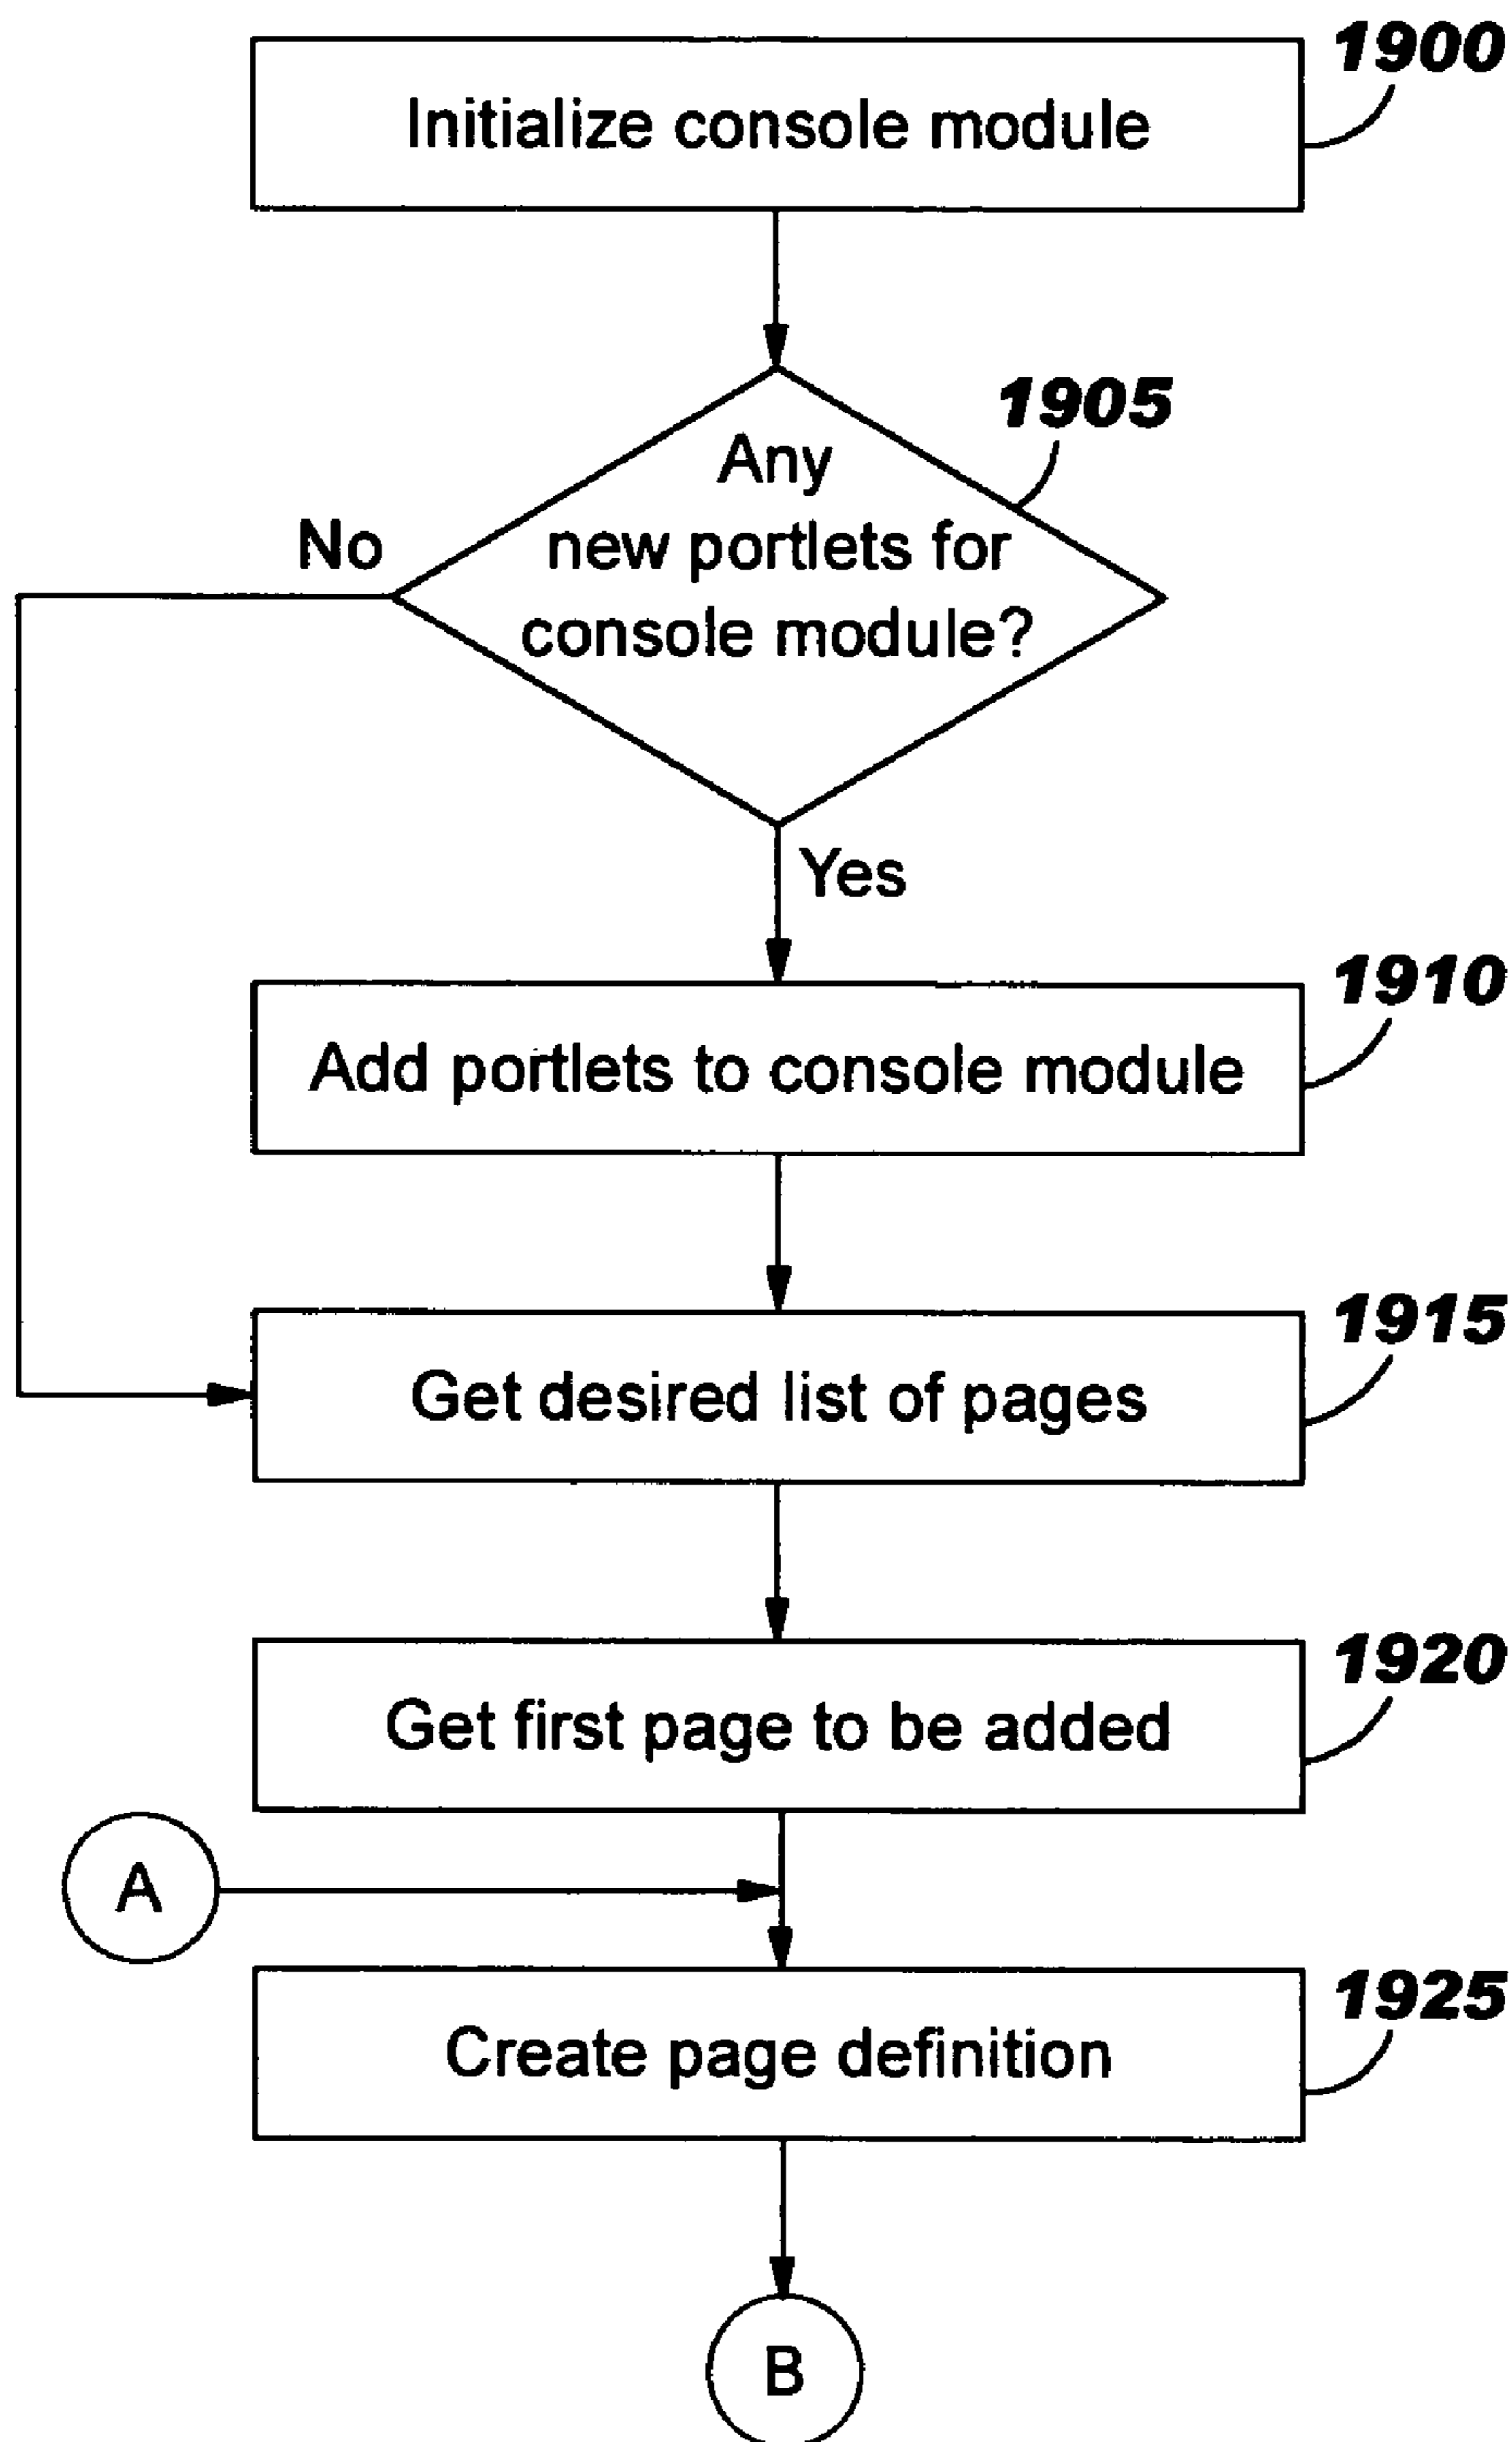 1900
Initialize console module
1905
Any
new portlets for
console module?
No
Yes
1910
Add portlets to console module
1915
Get desired list of pages
1920
Get first page to be added
A
1925
Create page definition
B